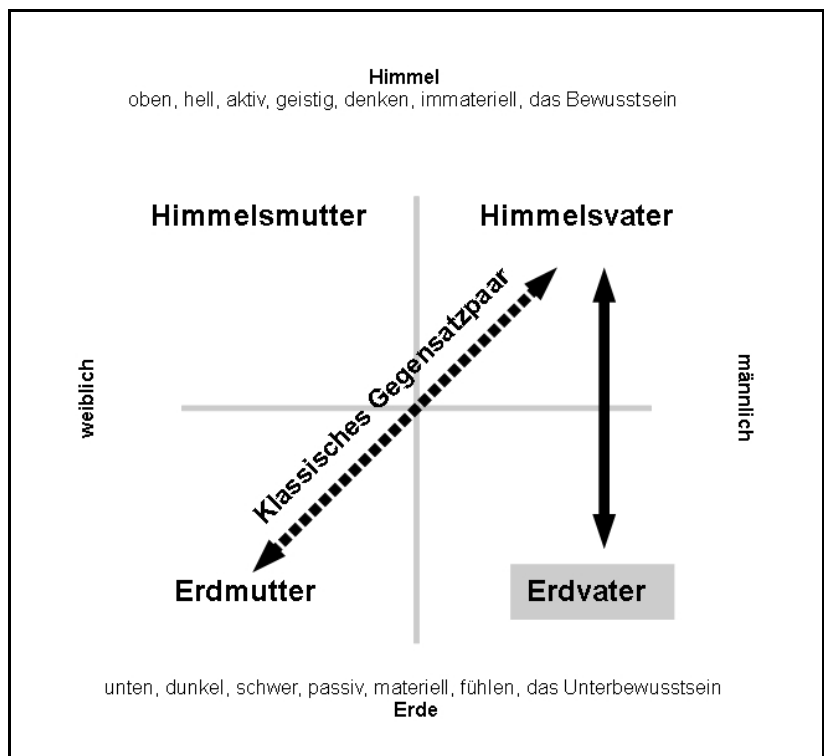 Himmel
oben, hell, aktiv, geistig, denken, immateriell, das Bewusstsein
Himmelsmutter
Himmelsvater
Klassisches Gegensatzpaar
weiblich
männlich
Erdmutter
Erdvater
unten, dunkel, schwer, passiv, materiell, fühlen, das Unterbewusstsein
Erde